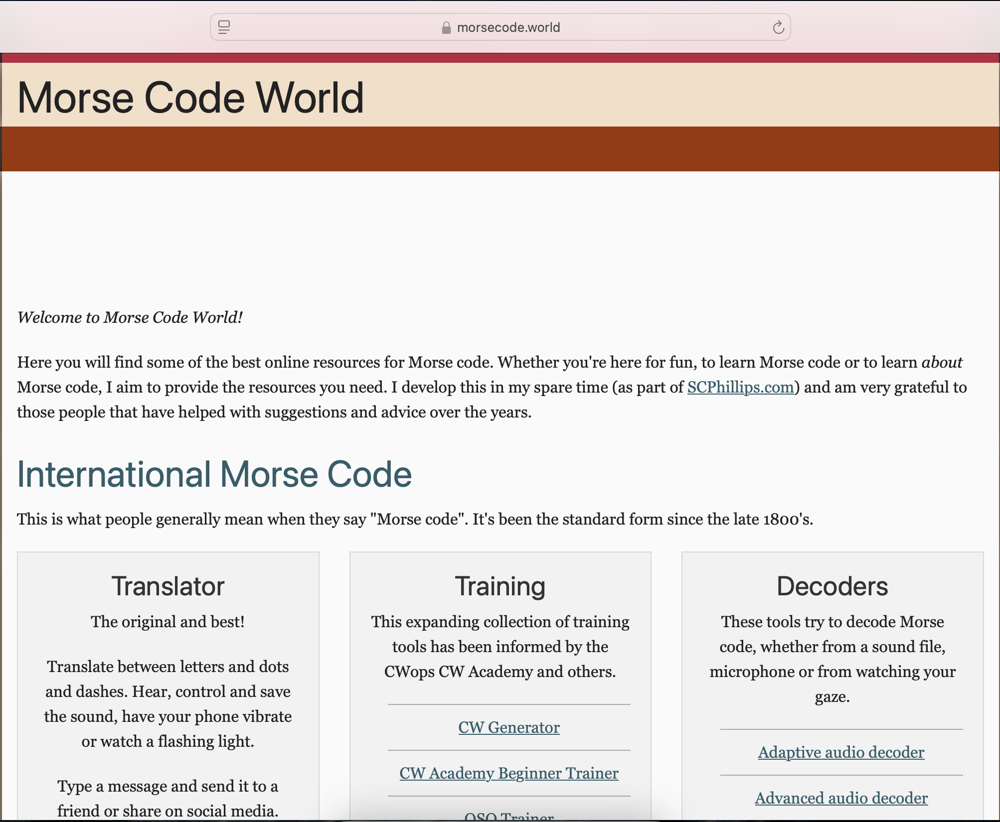 morsecode.world
Morse Code World
Welcome to Morse Code World!
Here you will find some of the best online resources for Morse code. Whether you're here for fun, to learn Morse code or to learn about
Morse code, I aim to provide the resources you need. I develop this in my spare time (as part of SCPhillips.com) and am very grateful to
those people that have helped with suggestions and advice over the years.
International Morse Code
This is what people generally mean when they say "Morse code". It's been the standard form since the late 1800's.
Translator
The original and best!
Translate between letters and dots
and dashes. Hear, control and save
the sound, have your phone vibrate
or watch a flashing light.
Type a message and send it to a
friend or share on social media.
Training
This expanding collection of training
tools has been informed by the
CWops CW Academy and others.
CW Generator
CW Academy Beginner Trainer
QSO Trainer
Decoders
These tools try to decode Morse
code, whether from a sound file,
microphone or from watching your
gaze.
Adaptive audio decoder
Advanced audio decoder